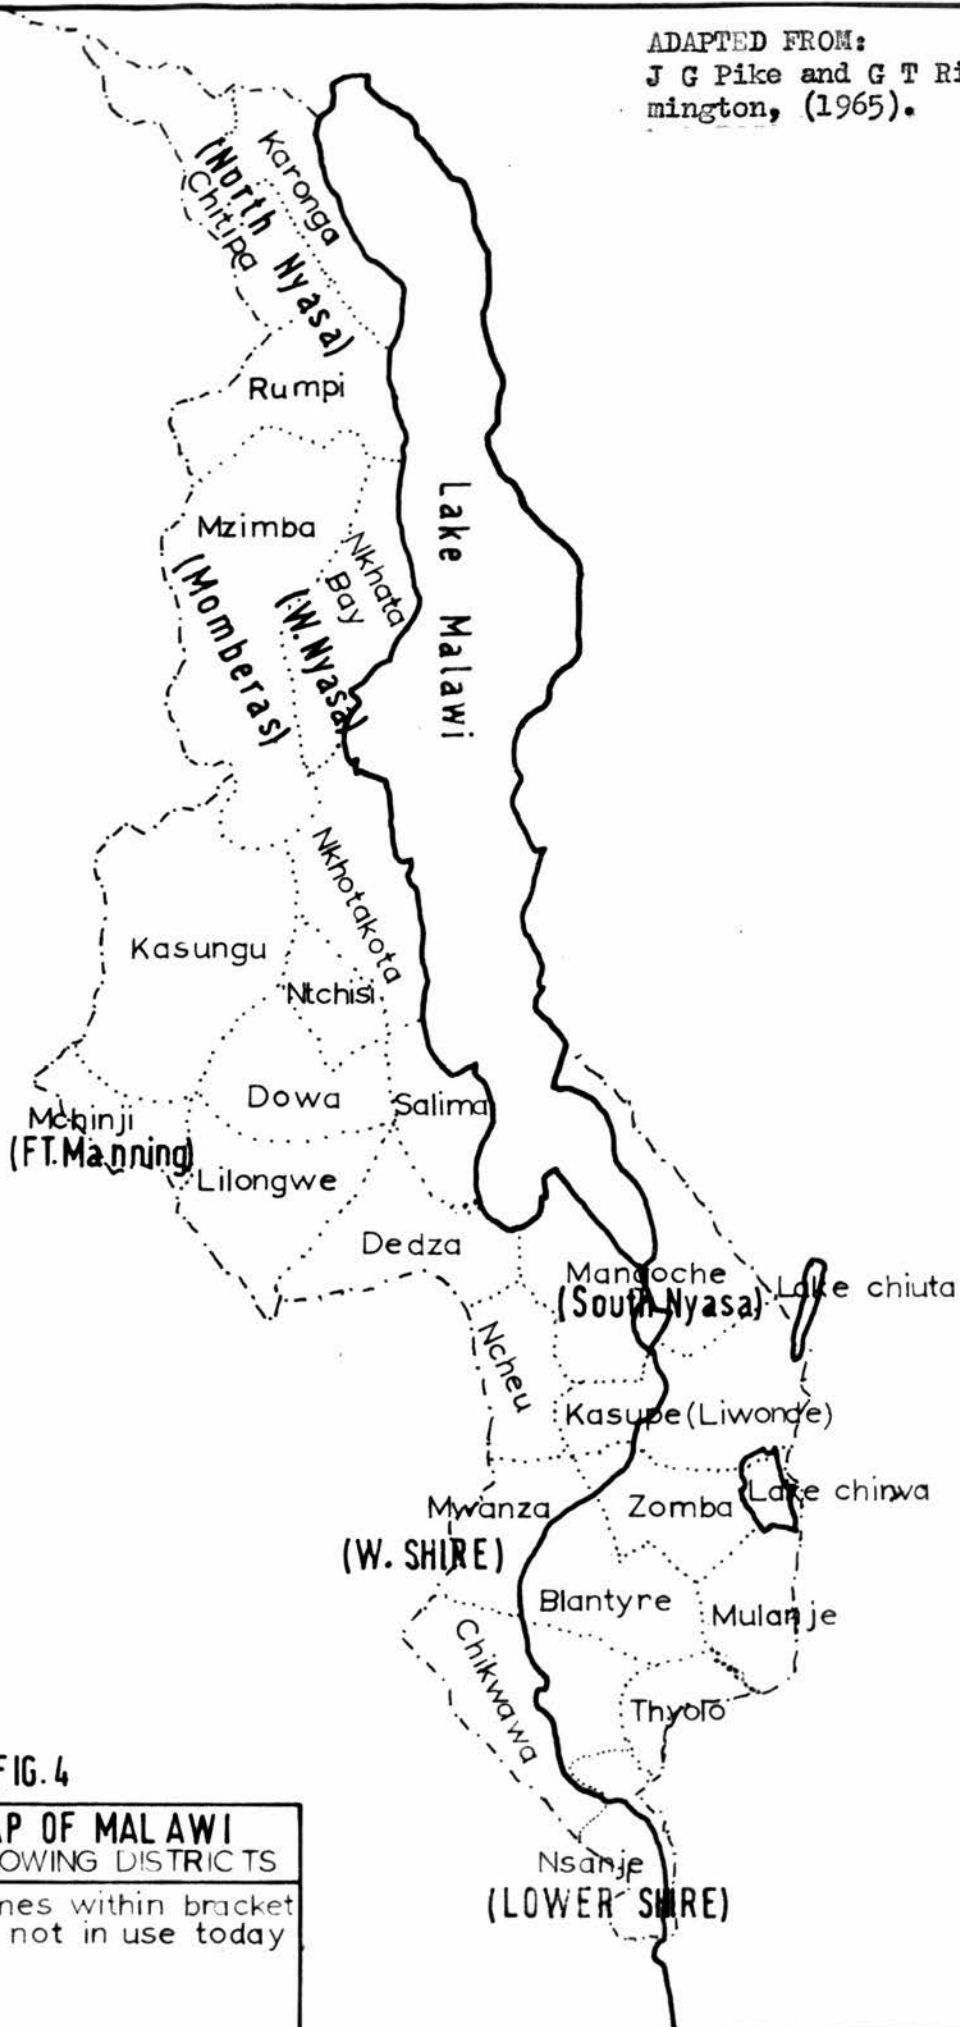 ADAPTED FROM:
J G Pike and G T Ri
mington, (1965).
Karonga
(North Nyasa)
Chitipa
Rumpi
Lake Malawi
Mzimba
Nkhata
Bay
(Momberas)
(W. Nyasa)
Nkhotakota
Kasungu
Ntchisi
Dowa
Salima
Mchinji
(FT. Manning)
Lilongwe
Dedza
Mangoche
(South Nyasa)
Lake chiuta
Ncheu
Kasupe (Liwonde)
Lake chirwa
Mwanza
Zomba
(W. SHIRE)
Blantyre
Mulanje
Chikwawa
Thyolo
FIG. 4
AP OF MALAWI
OWING DISTRICTS
Nsanje
(LOWER SHIRE)
mes within bracket
not in use today